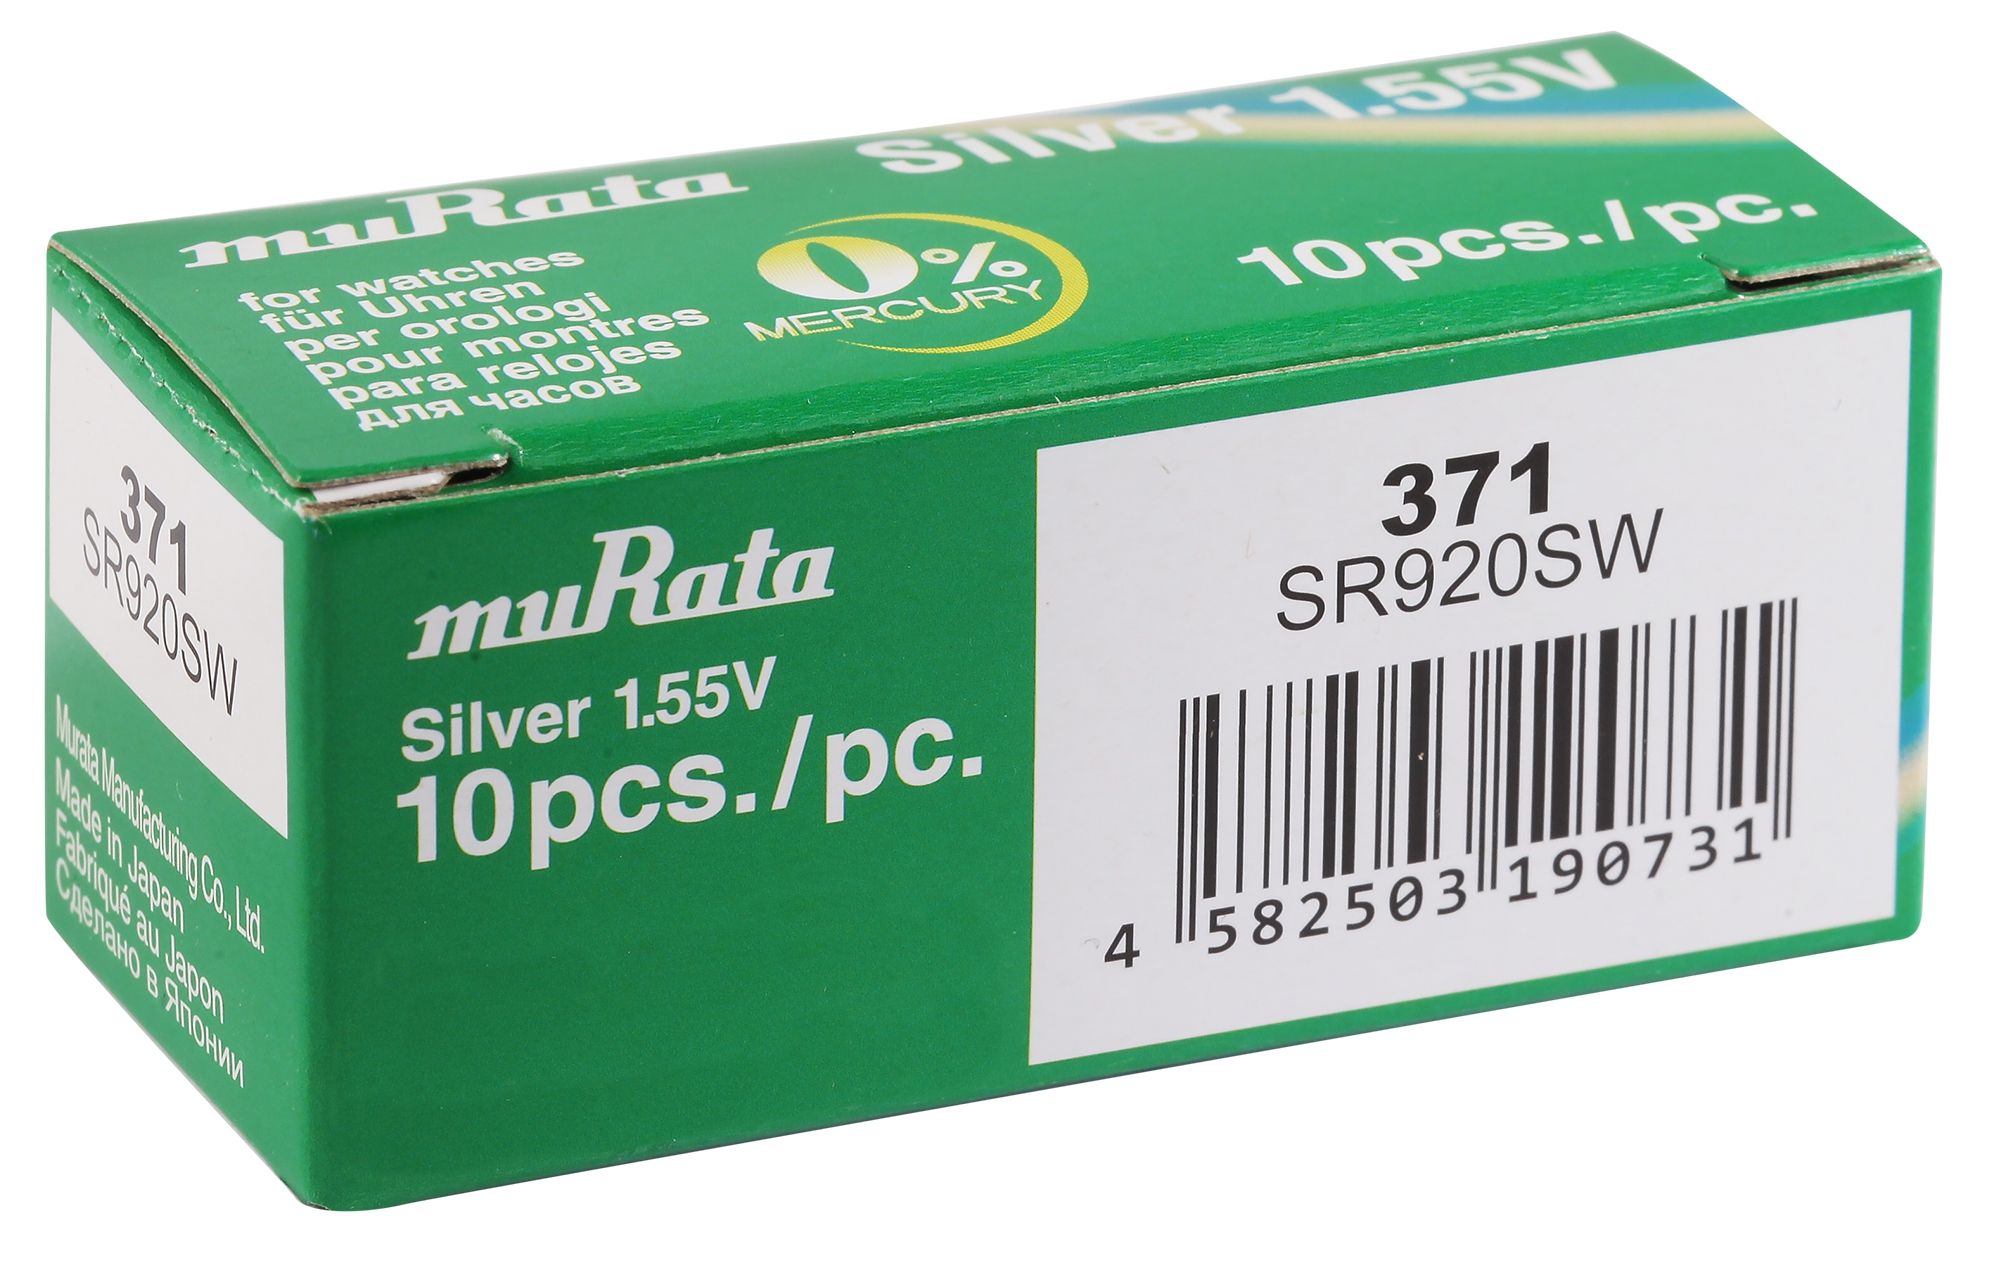 muRata
Silver 1.55V
for watches
für Uhren
per orologi
pour montres
para relojes
для часов
0%
MERCURY
10pcs./pc.
371
SR920SW
Murata Manufacturing Co., Ltd.
Made in Japan
Fabriqué au Japon
Сделано в Японии
muRata
Silver 1.55V
10pcs./pc.
371
SR920SW
4 582503 190731